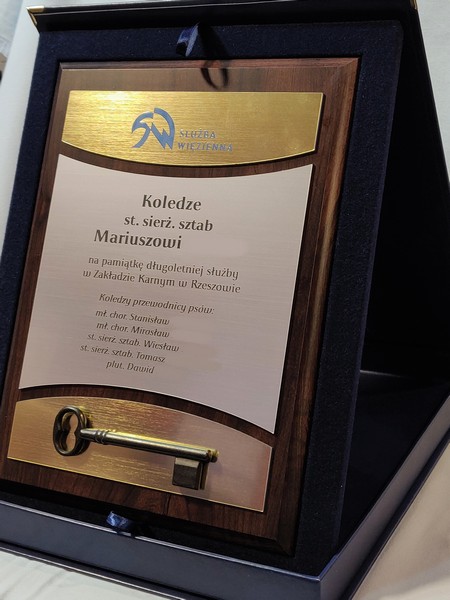 SW SŁUŻBA
WIĘZIENNA
Koledze
st. sierż. sztab
Mariuszowi
na pamiątkę długoletniej służby
w Zakładzie Karnym w Rzeszowie
Koledzy przewodnicy psów:
mł. chor. Stanisław
mł. chor. Mirosław
st. sierż. sztab. Wiesław
st. sierż. sztab. Tomasz
plut. Dawid